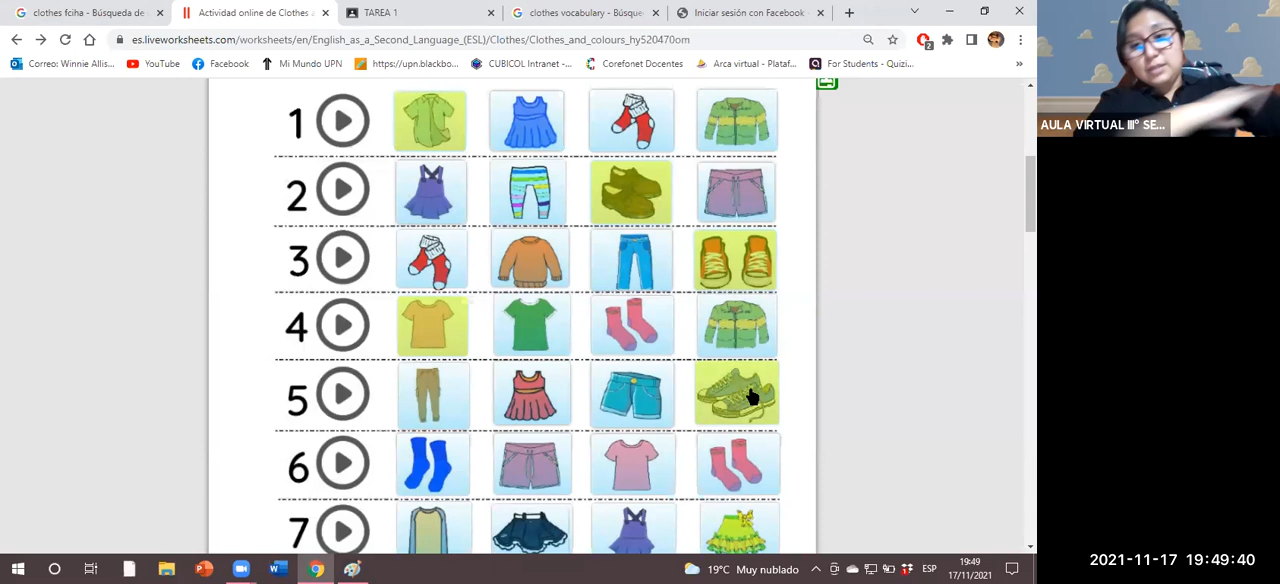 clothes fciha - Búsqueda de
Actividad online de Clothes a
TAREA 1
clothes vocabulary - Búsque
Iniciar sesión con Facebook
es.liveworksheets.com/worksheets/en/English_as_a_Second_Language_(ESL)/Clothes/Clothes_and_colours_hy520470om
2
Correo: Winnie Allis...
YouTube
Facebook
Mi Mundo UPN
https://upn.blackbo...
CUBICOL Intranet -...
Corefonet Docentes
Arca virtual - Plataf...
For Students - Quizi...
»
AULA VIRTUAL III° SE...
1
2
3
4
5
6
7
19°C Muy nublado
ESP
19:49
17/11/2021
2021-11-17 19:49:40